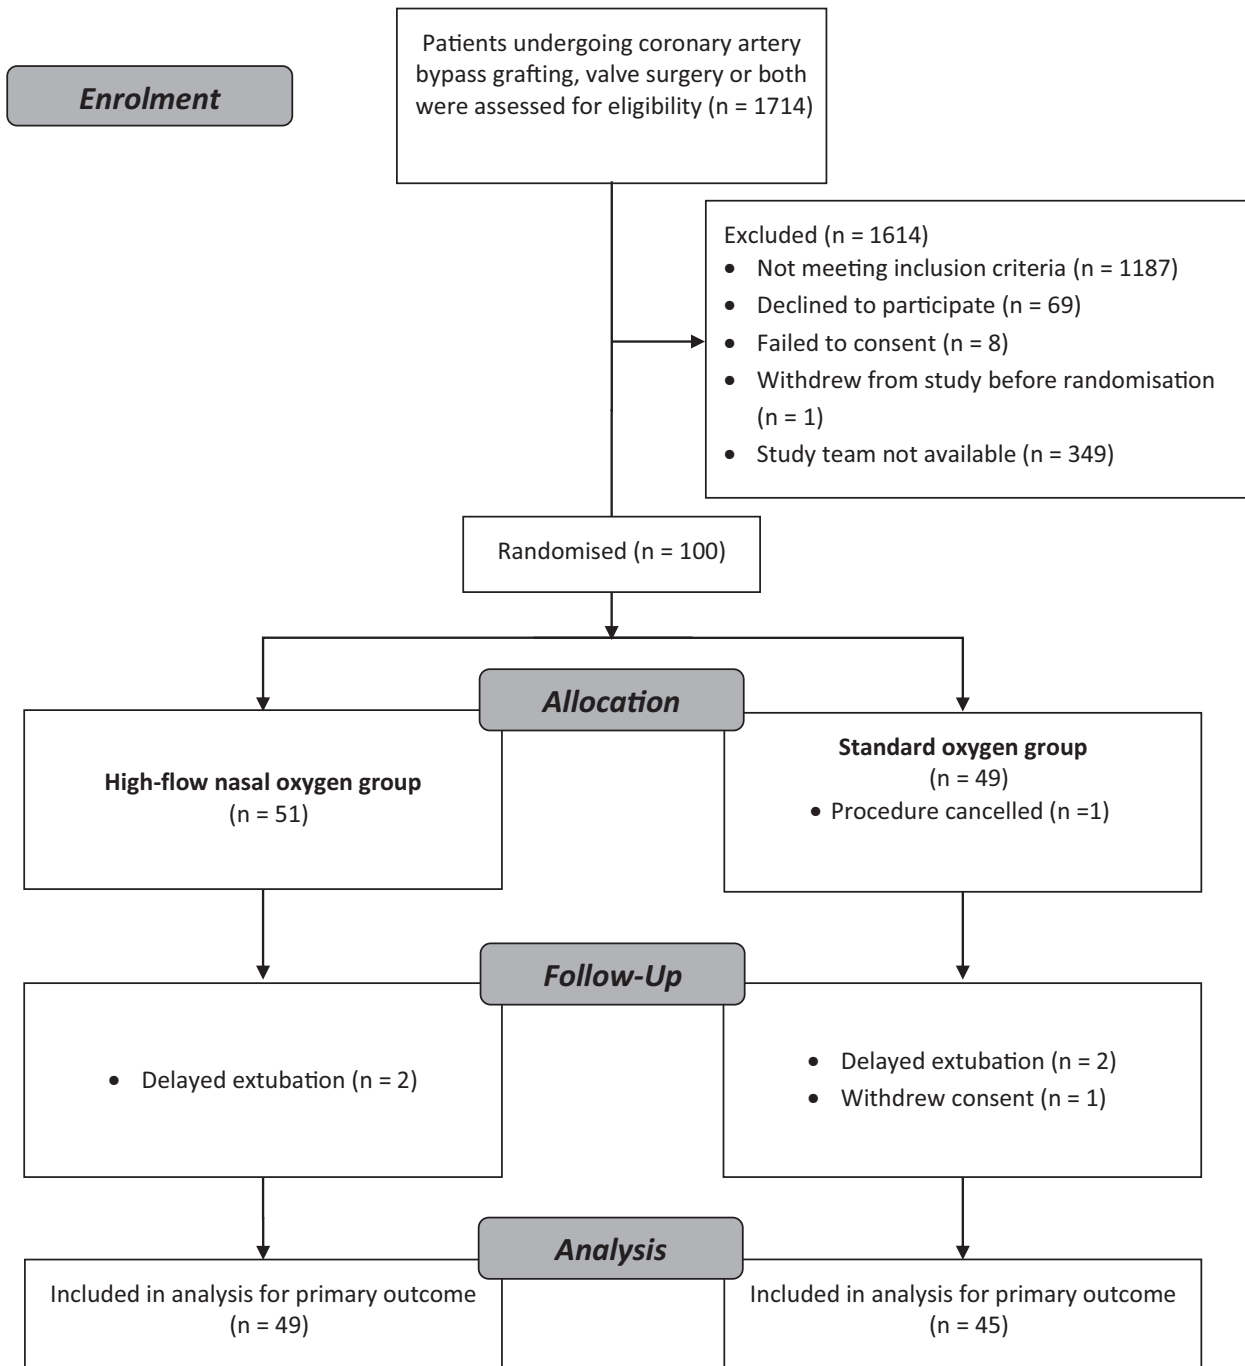 Enrolment
Patients undergoing coronary artery
bypass grafting, valve surgery or both
were assessed for eligibility (n = 1714)
Excluded (n = 1614)
• Not meeting inclusion criteria (n = 1187)
• Declined to participate (n = 69)
• Failed to consent (n = 8)
• Withdrew from study before randomisation
(n = 1)
• Study team not available (n = 349)
Randomised (n = 100)
Allocation
High-flow nasal oxygen group
(n = 51)
Standard oxygen group
(n = 49)
• Procedure cancelled (n =1)
Follow-Up
• Delayed extubation (n = 2)
• Delayed extubation (n = 2)
• Withdrew consent (n = 1)
Analysis
Included in analysis for primary outcome
(n = 49)
Included in analysis for primary outcome
(n = 45)